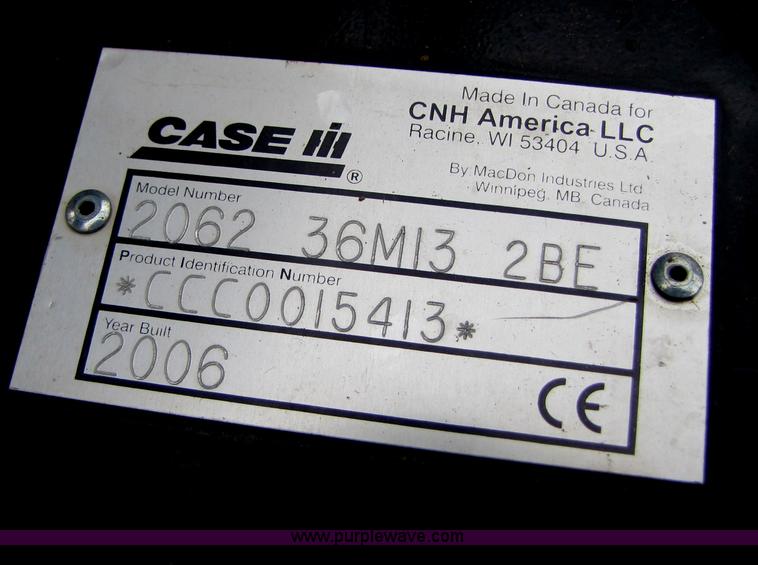 Made In Canada for
CNH America LLC
Racine, WI 53404 U.S.A.
By MacDon Industries Ltd
Winnipeg, MB, Canada
CASE IH ®
Model Number
2062 36M13 2BE
Product Identification Number
*CCC0015413*
Year Built
2006
CE
www.purplewave.com